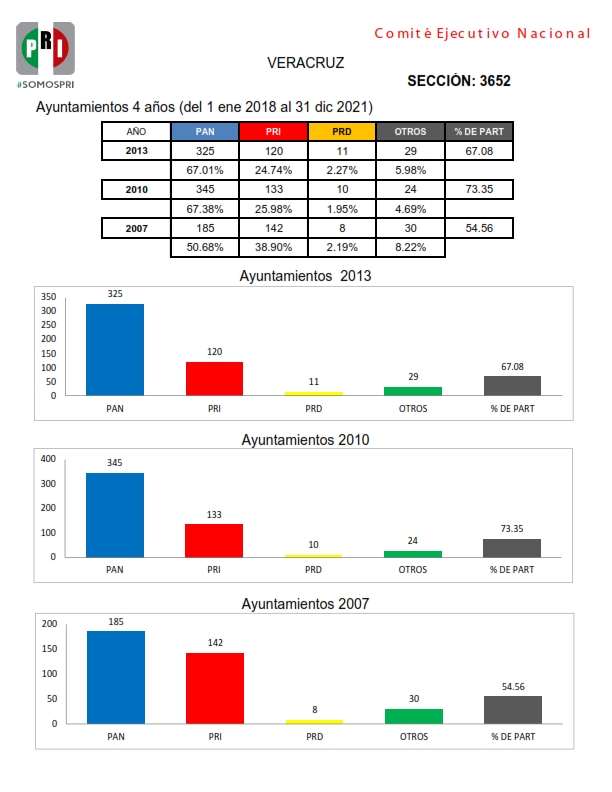 Comité Ejecutivo Nacional
PRI
#SOMOSPRI
VERACRUZ
SECCIÓN: 3652
Ayuntamientos 4 años (del 1 ene 2018 al 31 dic 2021)
AÑO PAN PRI PRD OTROS % DE PART
2013 325 120 11 29 67.08
67.01% 24.74% 2.27% 5.98%
2010 345 133 10 24 73.35
67.38% 25.98% 1.95% 4.69%
2007 185 142 8 30 54.56
50.68% 38.90% 2.19% 8.22%
Ayuntamientos 2013
350
300
250
200
150
100
50
0
325
120
11
29
67.08
PAN PRI PRD OTROS % DE PART
Ayuntamientos 2010
400
300
200
100
0
345
133
10
24
73.35
PAN PRI PRD OTROS % DE PART
Ayuntamientos 2007
200
150
100
50
0
185
142
8
30
54.56
PAN PRI PRD OTROS % DE PART